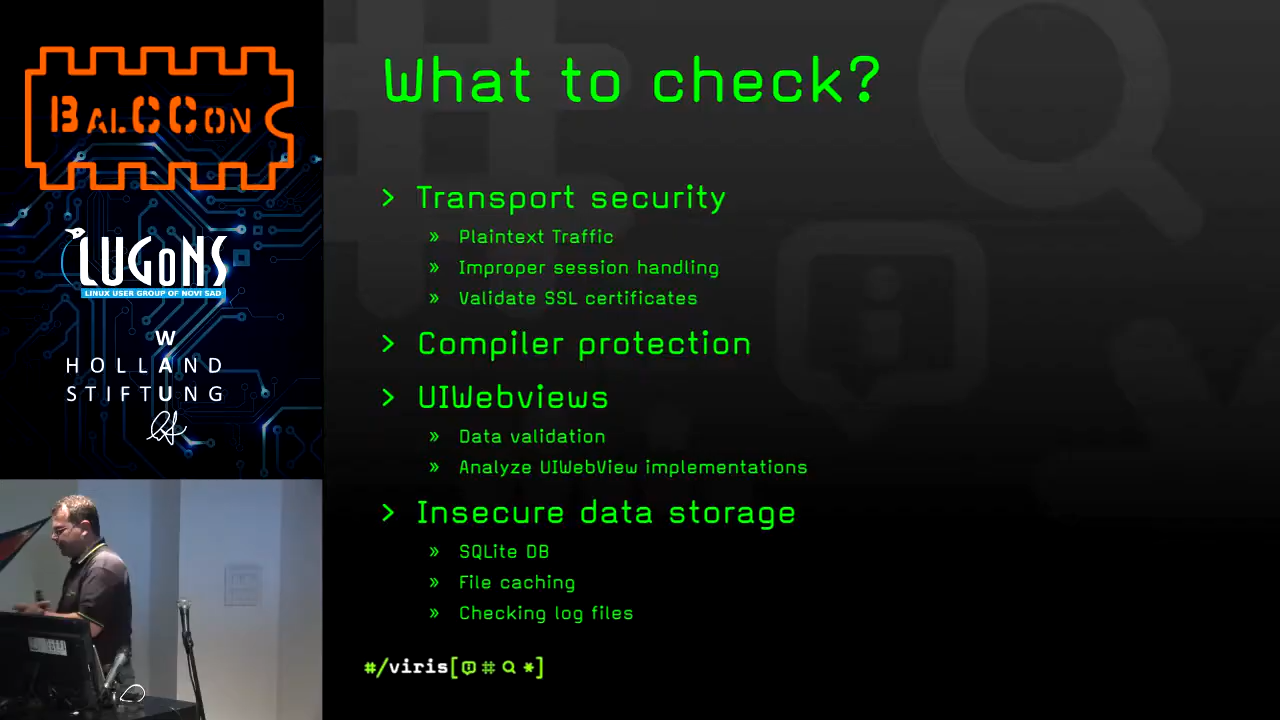 BALCCON
LUGONS
LINUX USER GROUP OF NOVI SAD
W
HOLLAND
STIFTUNG
What to check?
> Transport security
» Plaintext Traffic
» Improper session handling
» Validate SSL certificates
> Compiler protection
> UIWebviews
» Data validation
» Analyze UIWebView implementations
> Insecure data storage
» SQLite DB
» File caching
» Checking log files
#/viris[ # *]